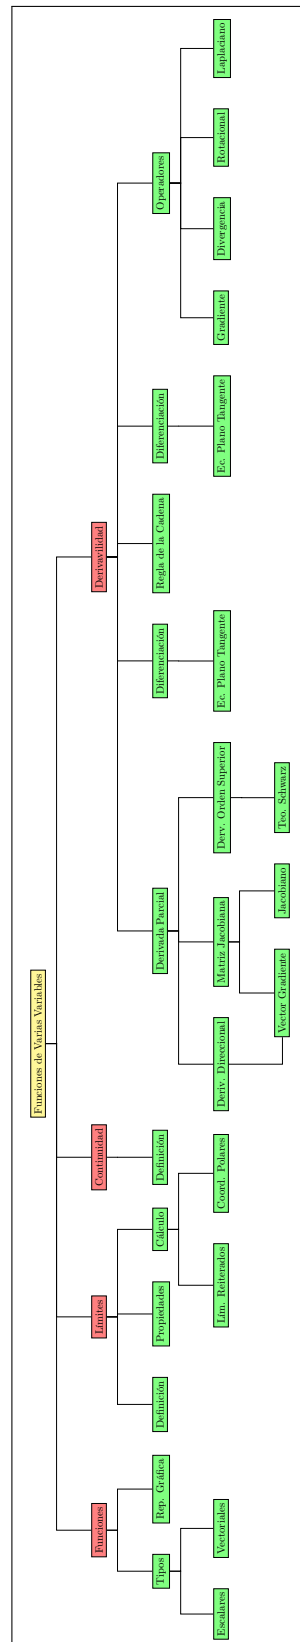 Funciones de Varias Variables
Funciones
Límites
Continuidad
Derivavilidad
Tipos
Rep. Gráfica
Definición
Propiedades
Cálculo
Definición
Derivada Parcial
Diferenciación
Regla de la Cadena
Diferenciación
Operadores
Escalares
Vectoriales
Lím. Reiterados
Coord. Polares
Deriv. Direccional
Matriz Jacobiana
Derv. Orden Superior
Ec. Plano Tangente
Ec. Plano Tangente
Gradiente
Divergencia
Rotacional
Laplaciano
Vector Gradiente
Jacobiano
Teo. Schwarz